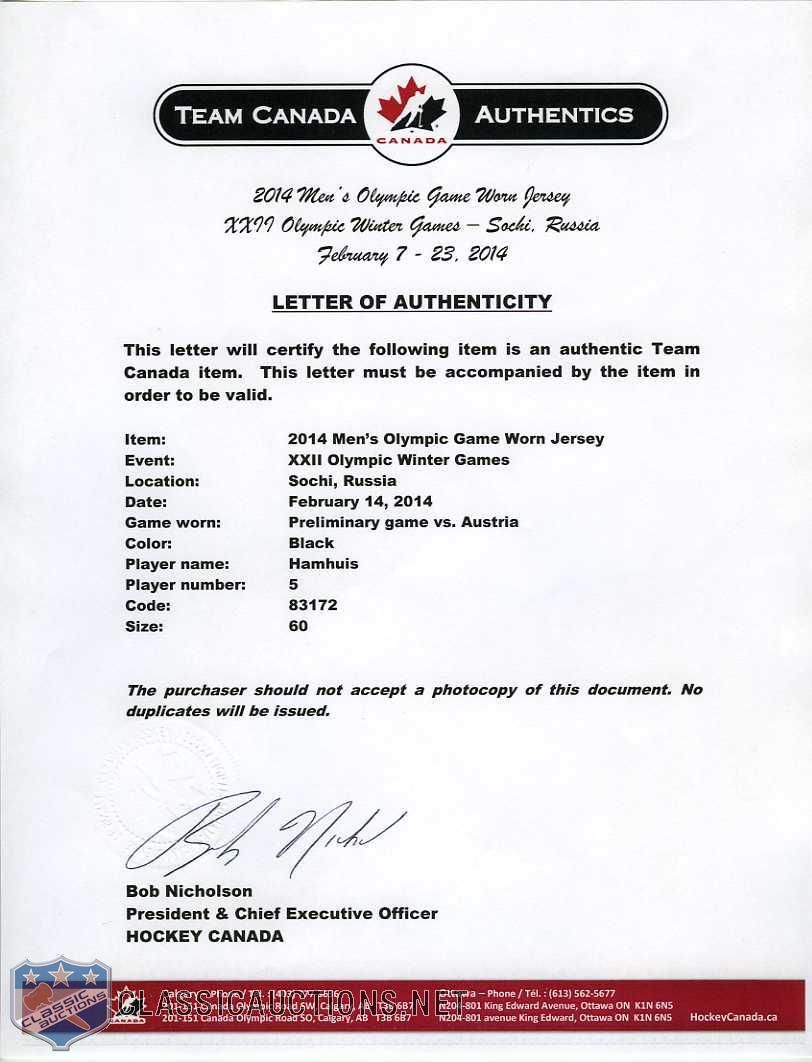 TEAM CANADA AUTHENTICS
CANADA
2014 Men's Olympic Game Worn Jersey
XXII Olympic Winter Games – Sochi, Russia
February 7 - 23, 2014
LETTER OF AUTHENTICITY
This letter will certify the following item is an authentic Team
Canada item. This letter must be accompanied by the item in
order to be valid.
Item: 2014 Men's Olympic Game Worn Jersey
Event: XXII Olympic Winter Games
Location: Sochi, Russia
Date: February 14, 2014
Game worn: Preliminary game vs. Austria
Color: Black
Player name: Hamhuis
Player number: 5
Code: 83172
Size: 60
The purchaser should not accept a photocopy of this document. No
duplicates will be issued.
Bob Nicholson
President & Chief Executive Officer
HOCKEY CANADA
CLASSIC
AUCTIONS
CLASSICAUCTIONS.NET
Ottawa – Phone / Tél. : (613) 562-5677
N204-801 King Edward Avenue, Ottawa ON K1N 6N5
201-151 Canada Olympic Road SO, Calgary, AB T3B 6B7 N204-801 avenue King Edward, Ottawa ON K1N 6N5 HockeyCanada.ca